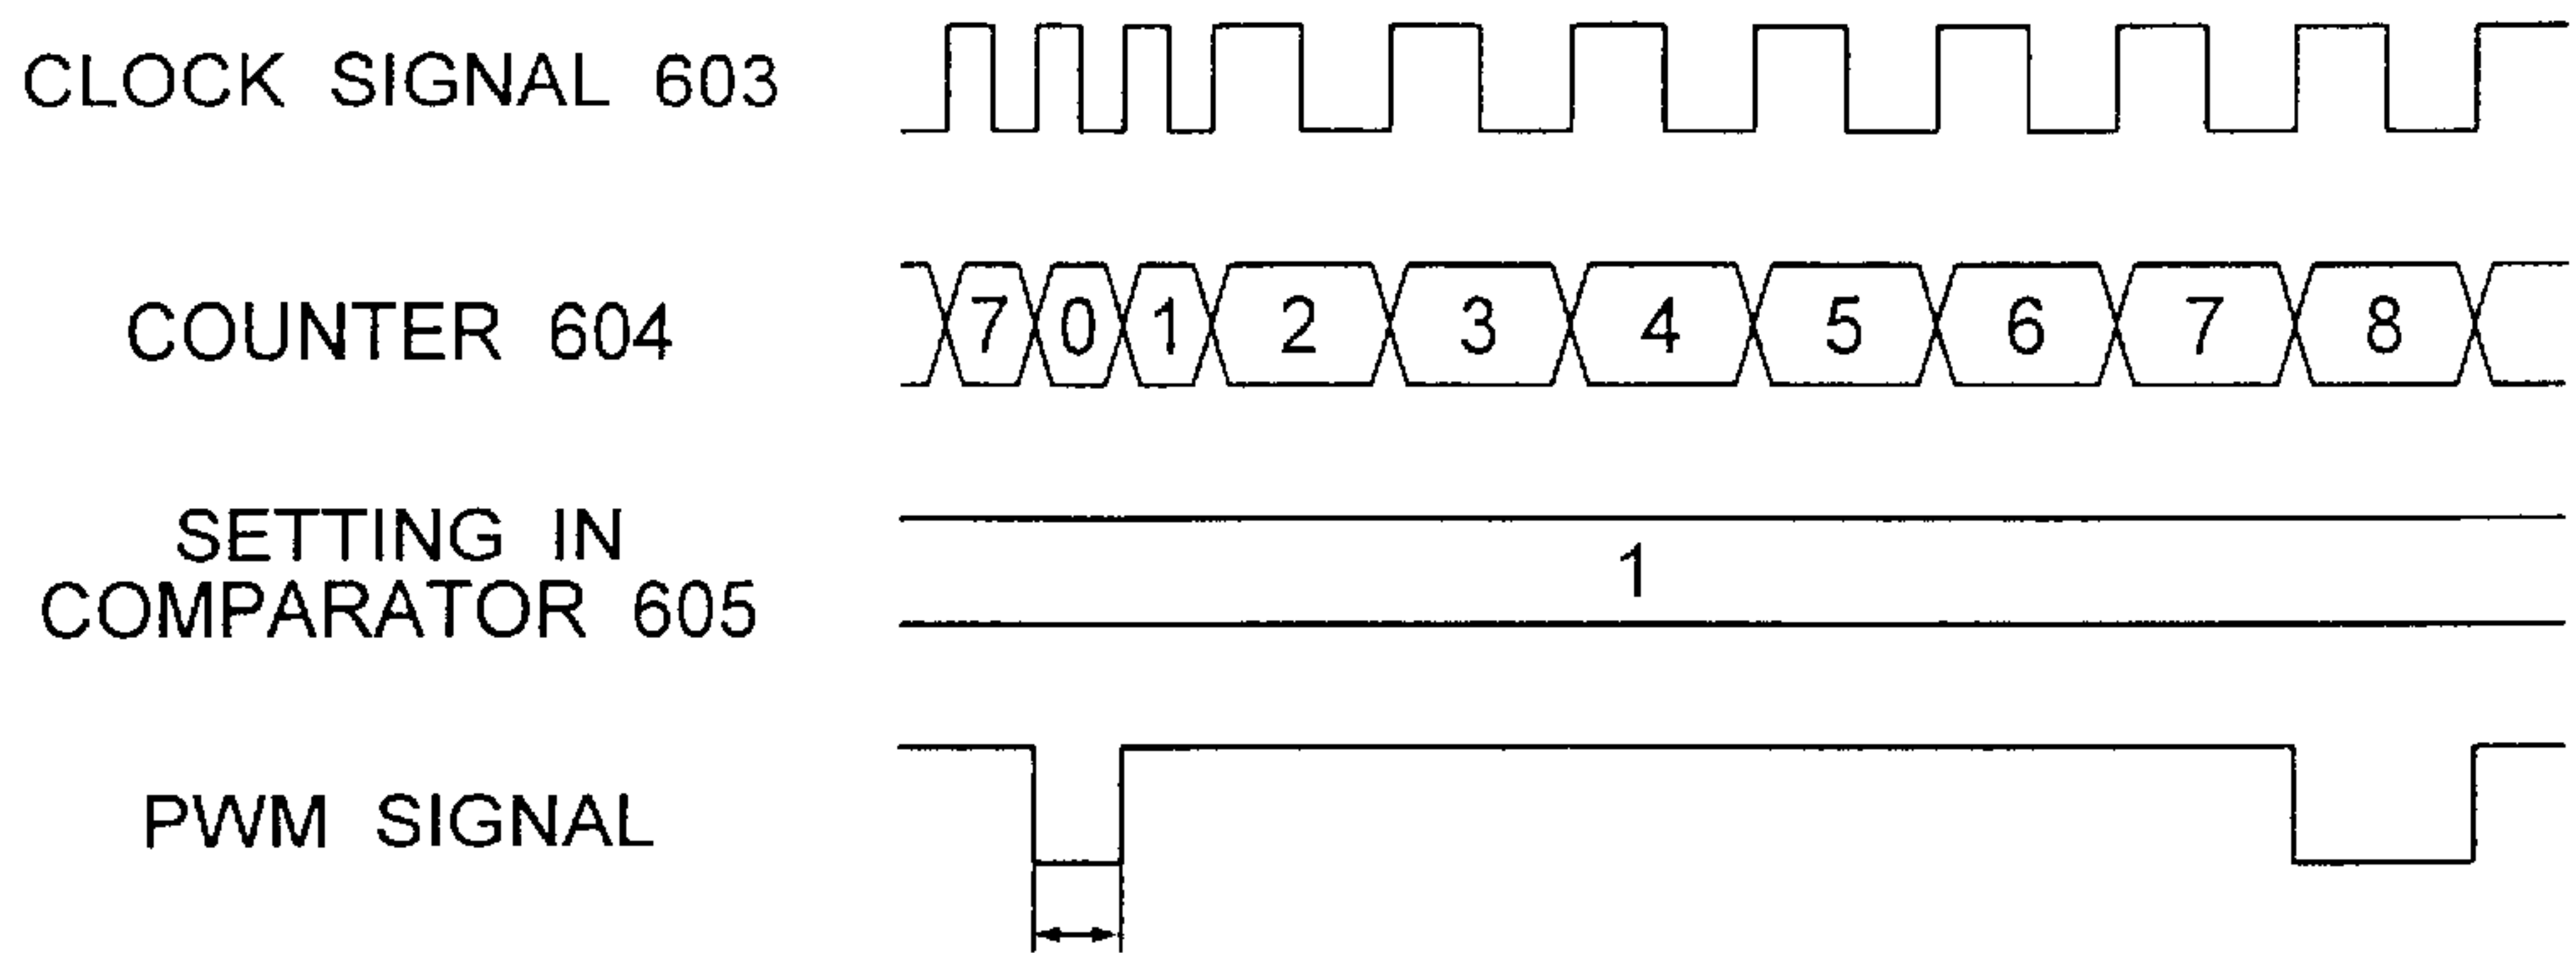 CLOCK SIGNAL 603
COUNTER 604
7 0 1 2 3 4 5 6 7 8
SETTING IN
COMPARATOR 605
1
PWM SIGNAL